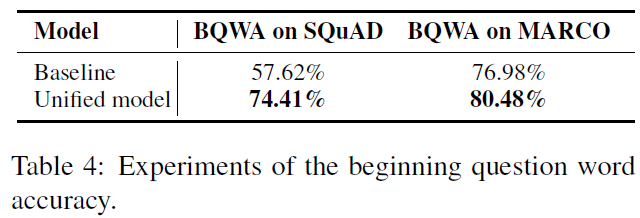 Model BQWA on SQuAD BQWA on MARCO
Baseline 57.62% 76.98%
Unified model 74.41% 80.48%
Table 4: Experiments of the beginning question word
accuracy.